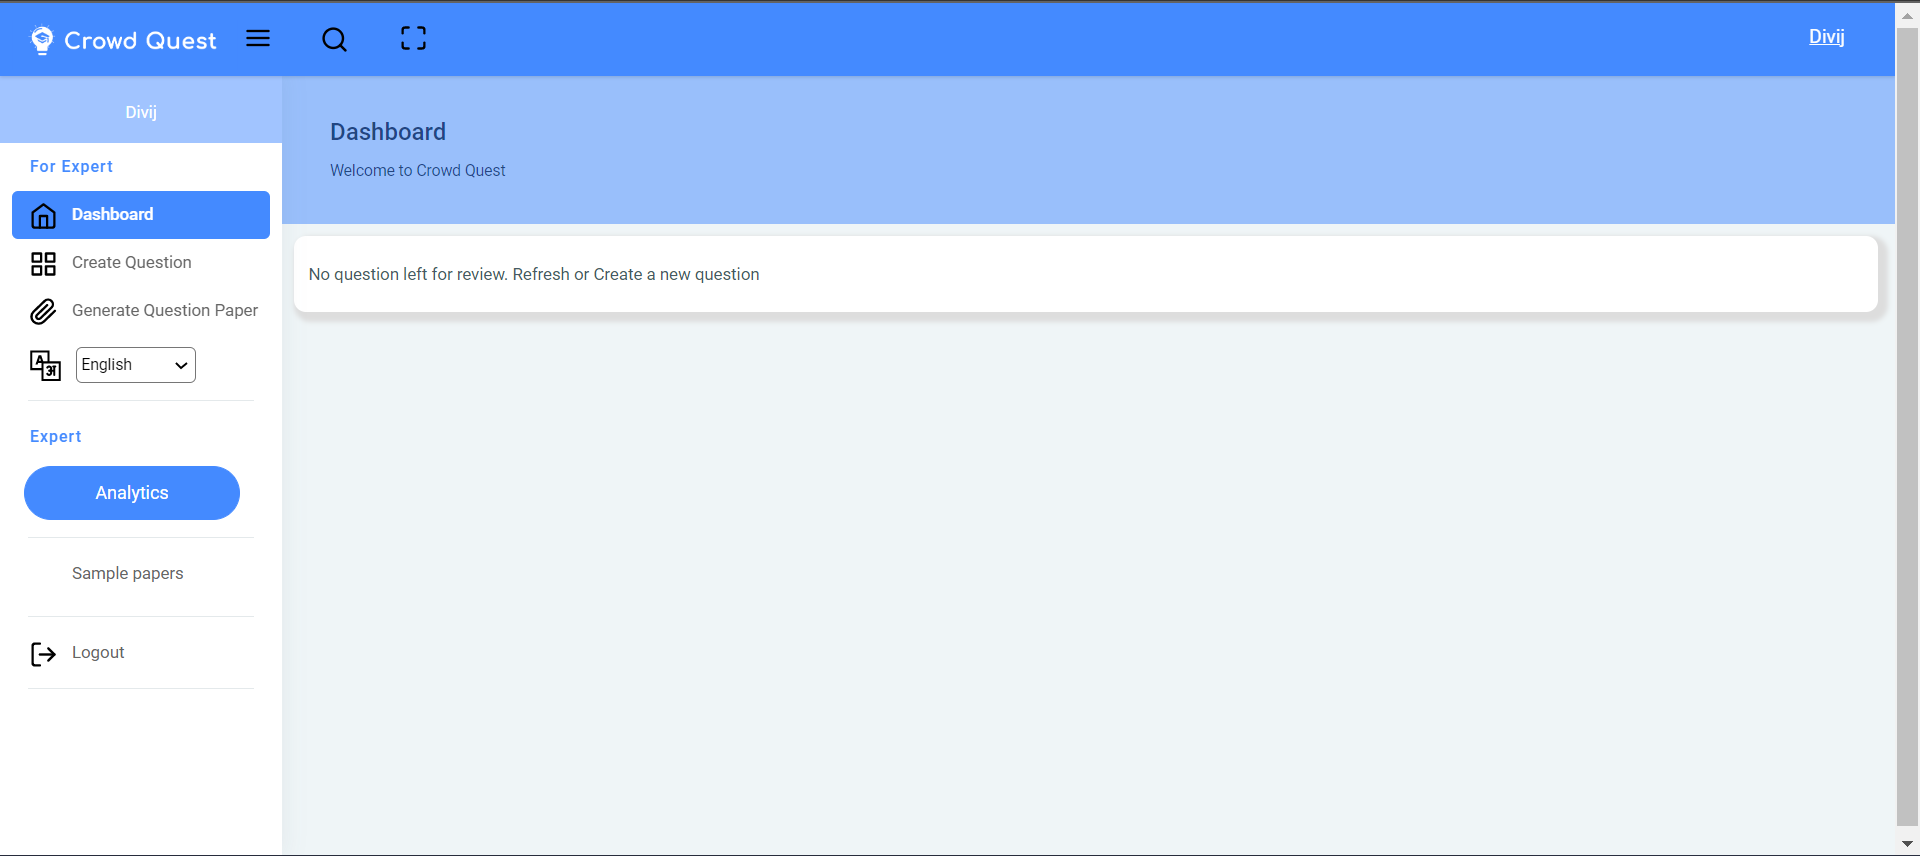 Crowd Quest
Divij
Divij
For Expert
Dashboard
Create Question
Generate Question Paper
A अ
English
Expert
Analytics
Sample papers
Logout
Dashboard
Welcome to Crowd Quest
No question left for review. Refresh or Create a new question